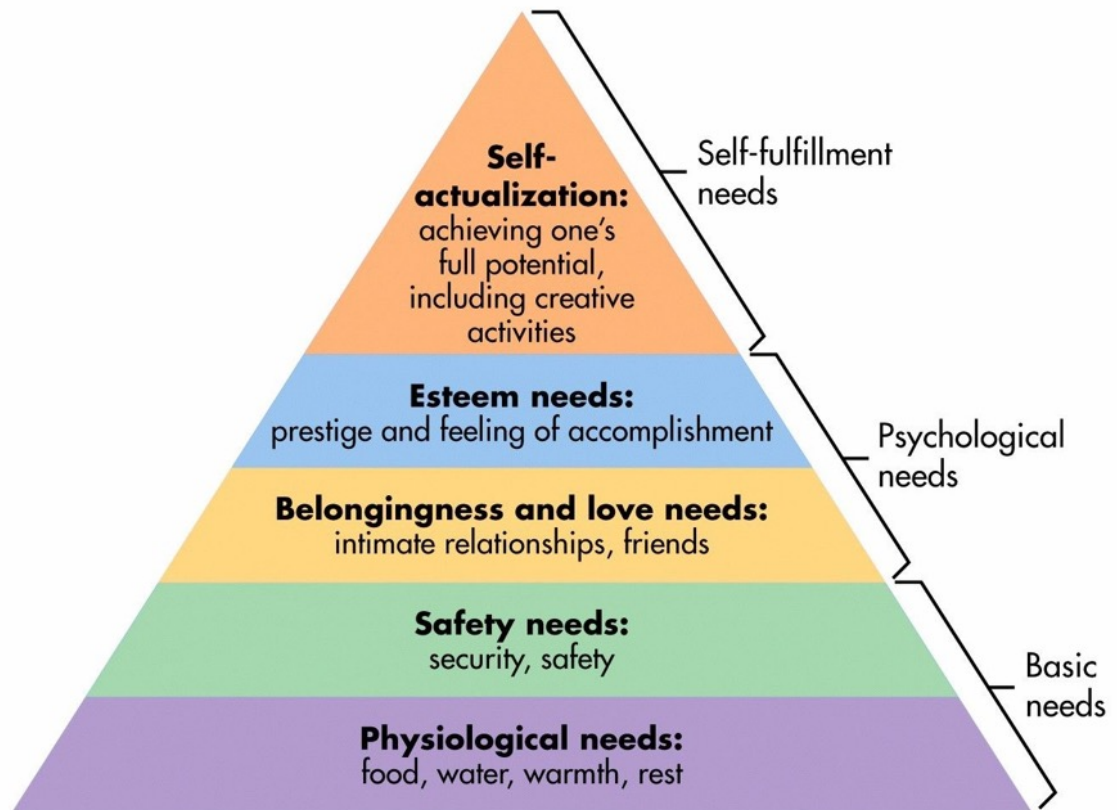 Self-
actualization:
achieving one's
full potential,
including creative
activities
Self-fulfillment
needs
Esteem needs:
prestige and feeling of accomplishment
Psychological
needs
Belongingness and love needs:
intimate relationships, friends
Safety needs:
security, safety
Basic
needs
Physiological needs:
food, water, warmth, rest